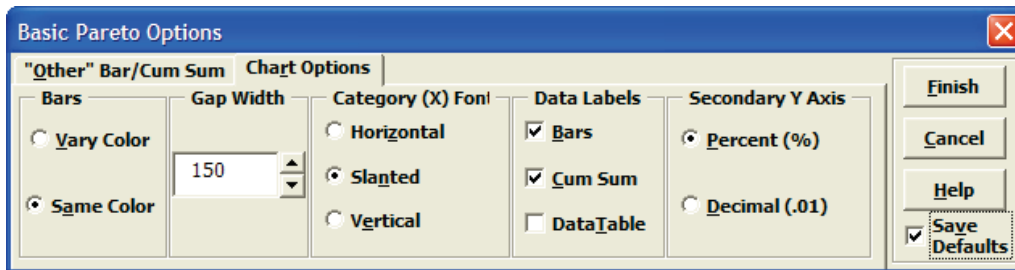 Basic Pareto Options
"Other" Bar/Cum Sum
Chart Options
Bars
Vary Color
Same Color
Gap Width
150
Category (X) Font
Horizontal
Slanted
Vertical
Data Labels
Bars
Cum Sum
DataTable
Secondary Y Axis
Percent (%)
Decimal (.01)
Finish
Cancel
Help
Save
Defaults